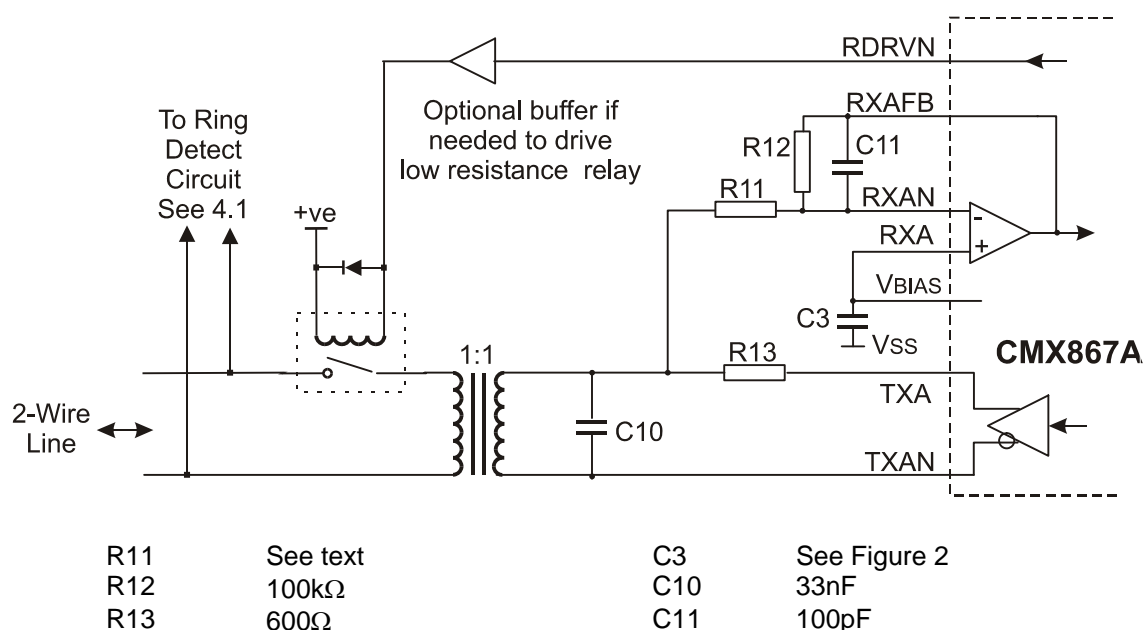 RDRVN
Optional buffer if
needed to drive
low resistance relay
To Ring
Detect
Circuit
See 4.1
+ve
RXAFB
R12
C11
R11
RXAN
RXA
-
+
VBIAS
C3
VSS
CMX867A
1:1
R13
TXA
2-Wire
Line
C10
TXAN
R11 See text C3 See Figure 2
R12 100kΩ C10 33nF
R13 600Ω C11 100pF